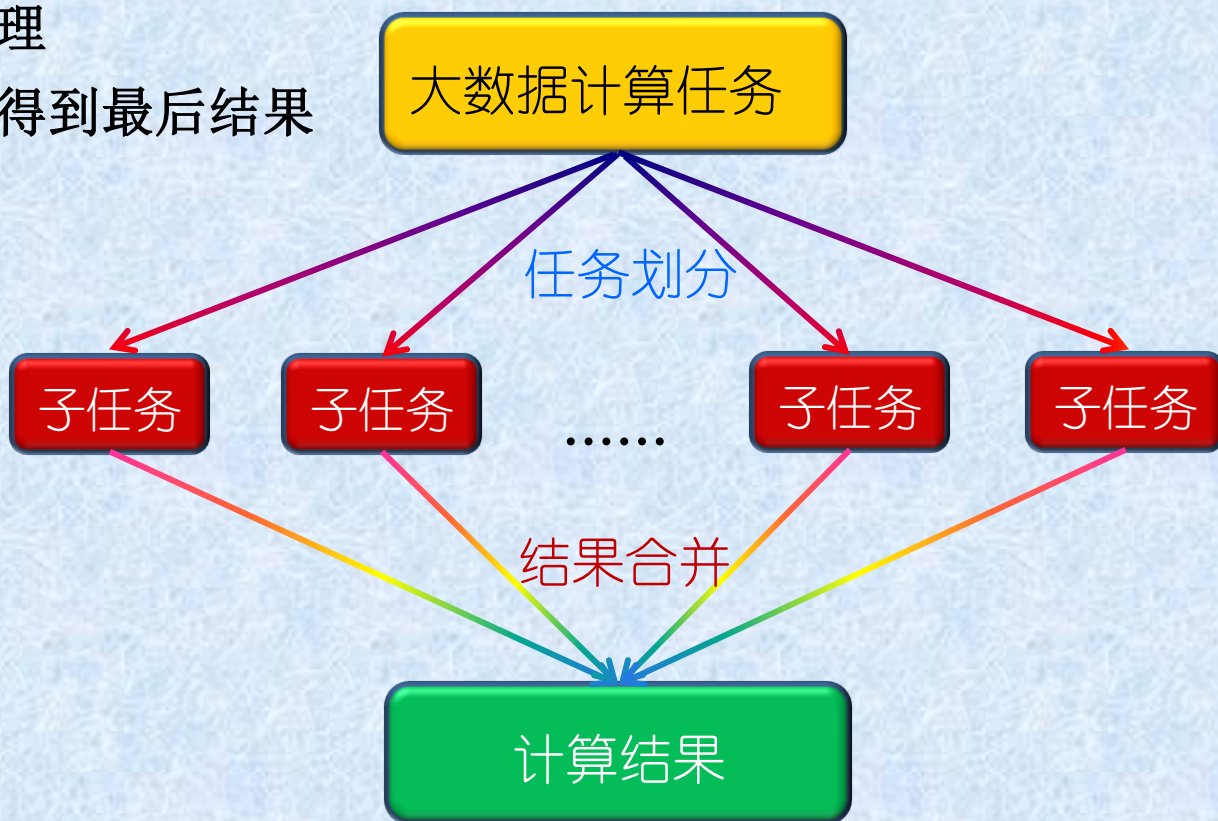 理
得到最后结果
大数据计算任务
任务划分
子任务
子任务
……
子任务
子任务
结果合并
计算结果